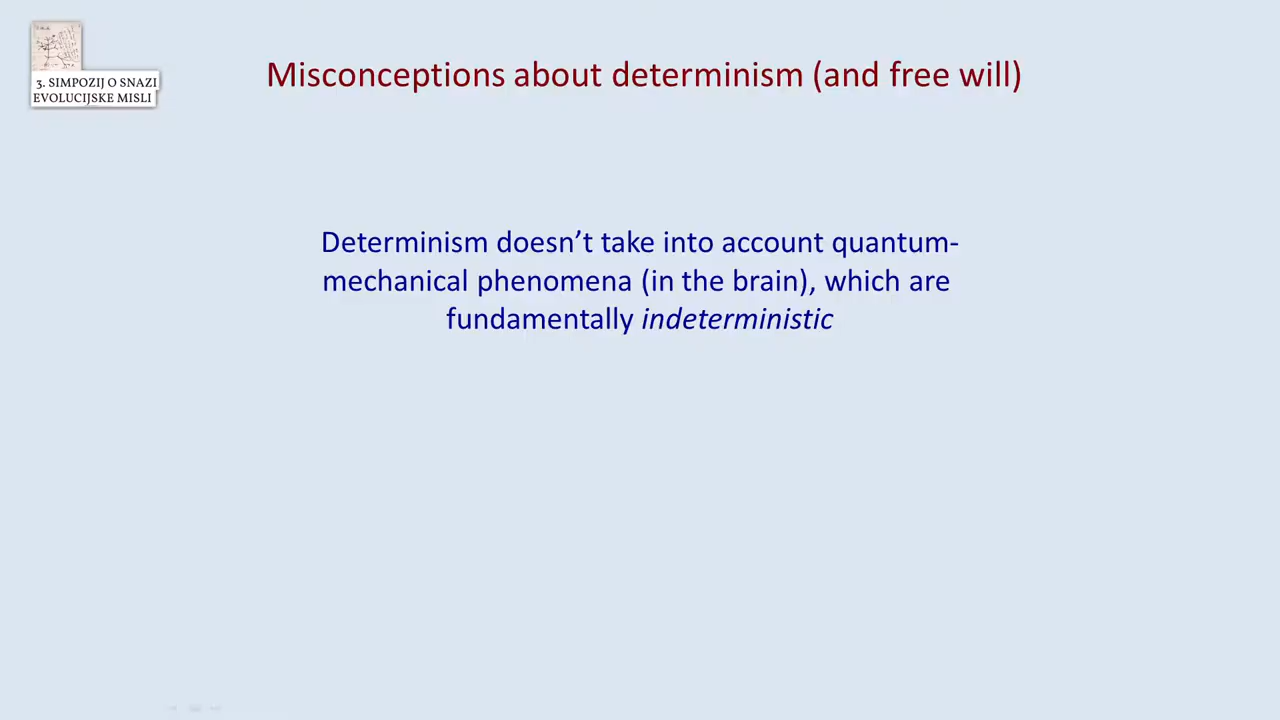 3. SIMPOZIJ O SNAZI
EVOLUCIJSKE MISLI
Misconceptions about determinism (and free will)
Determinism doesn’t take into account quantum-
mechanical phenomena (in the brain), which are
fundamentally indeterministic